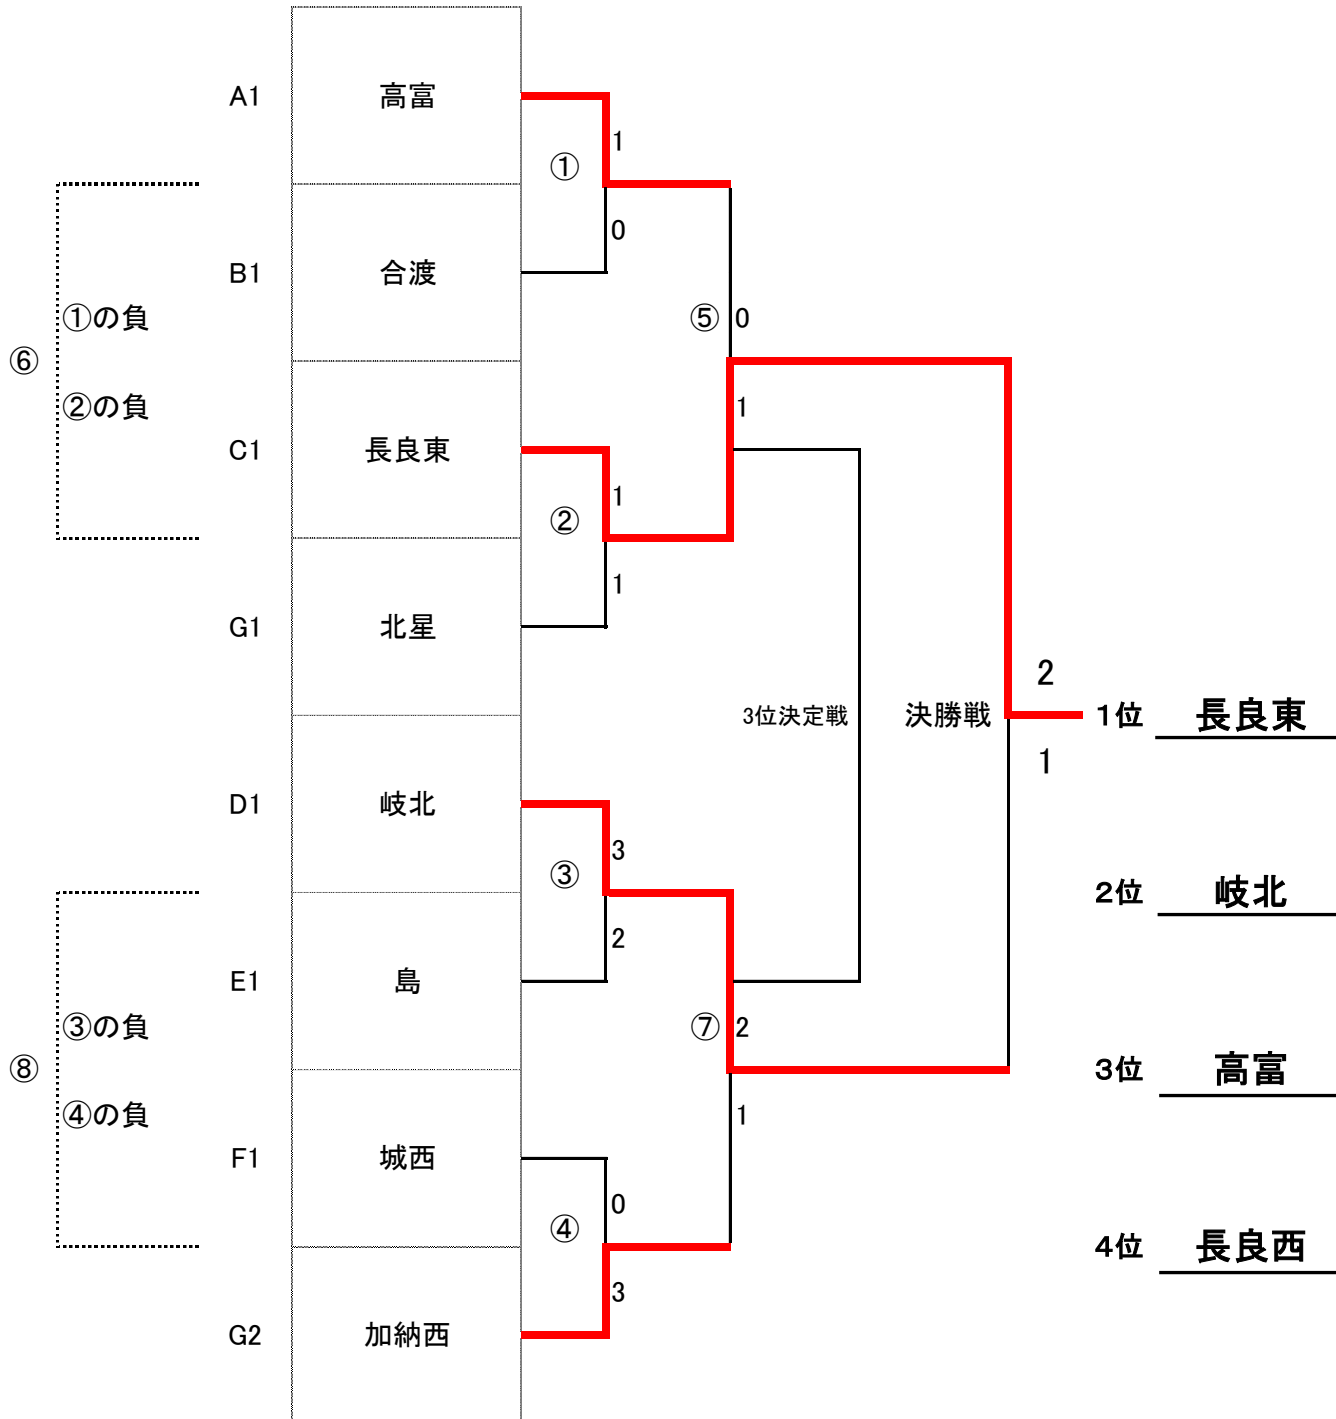 A1 高富
1
①
0
B1 合渡
①の負
⑤ 0
⑥
②の負
1
C1 長良東
1
②
1
G1 北星
2
3位決定戦 決勝戦 1位 長良東
1
D1 岐北
3
③
2位 岐北
2
E1 島
③の負
⑦ 2
⑧
3位 高富
④の負
1
F1 城西
0
④
4位 長良西
3
G2 加納西